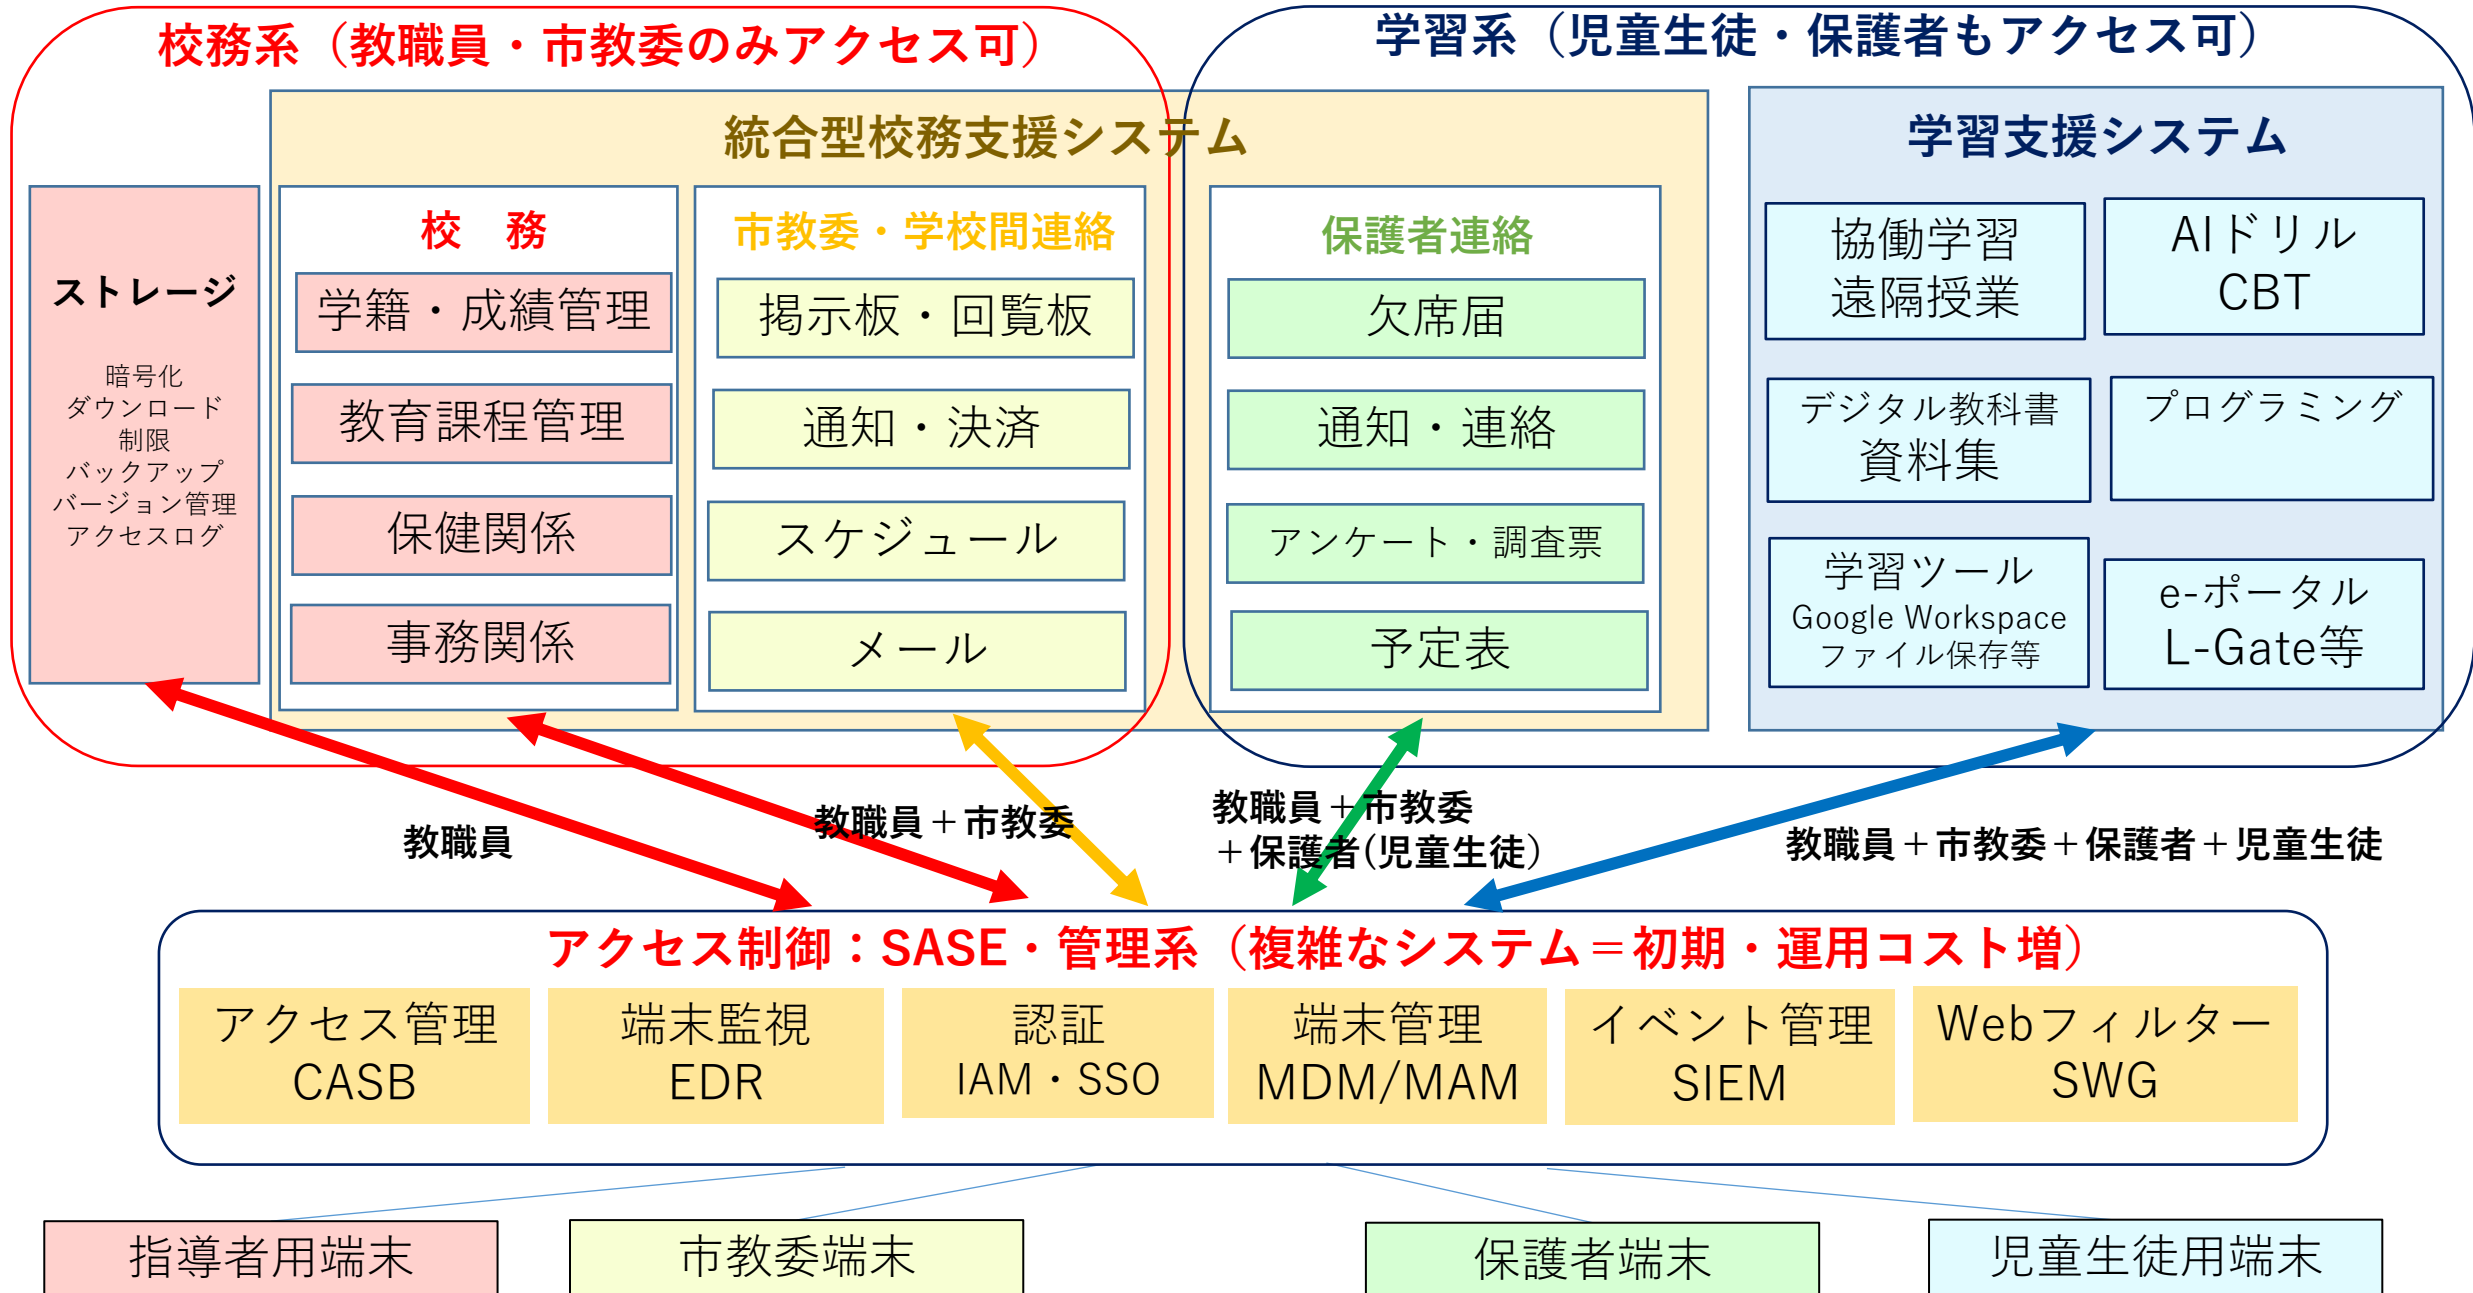 校務系（教職員・市教委のみアクセス可）
学習系（児童生徒・保護者もアクセス可）
統合型校務支援システム
学習支援システム
ストレージ
暗号化
ダウンロード
制限
バックアップ
バージョン管理
アクセスログ
校　務
学籍・成績管理
教育課程管理
保健関係
事務関係
市教委・学校間連絡
掲示板・回覧板
通知・決済
スケジュール
メール
保護者連絡
欠席届
通知・連絡
アンケート・調査票
予定表
協働学習
遠隔授業
AIドリル
CBT
デジタル教科書
資料集
プログラミング
学習ツール
Google Workspace
ファイル保存等
e-ポータル
L-Gate等
教職員
教職員＋市教委
教職員＋市教委
＋保護者(児童生徒）
教職員＋市教委＋保護者＋児童生徒
アクセス制御：SASE・管理系（複雑なシステム＝初期・運用コスト増）
アクセス管理
CASB
端末監視
EDR
認証
IAM・SSO
端末管理
MDM/MAM
イベント管理
SIEM
Webフィルター
SWG
指導者用端末
市教委端末
保護者端末
児童生徒用端末